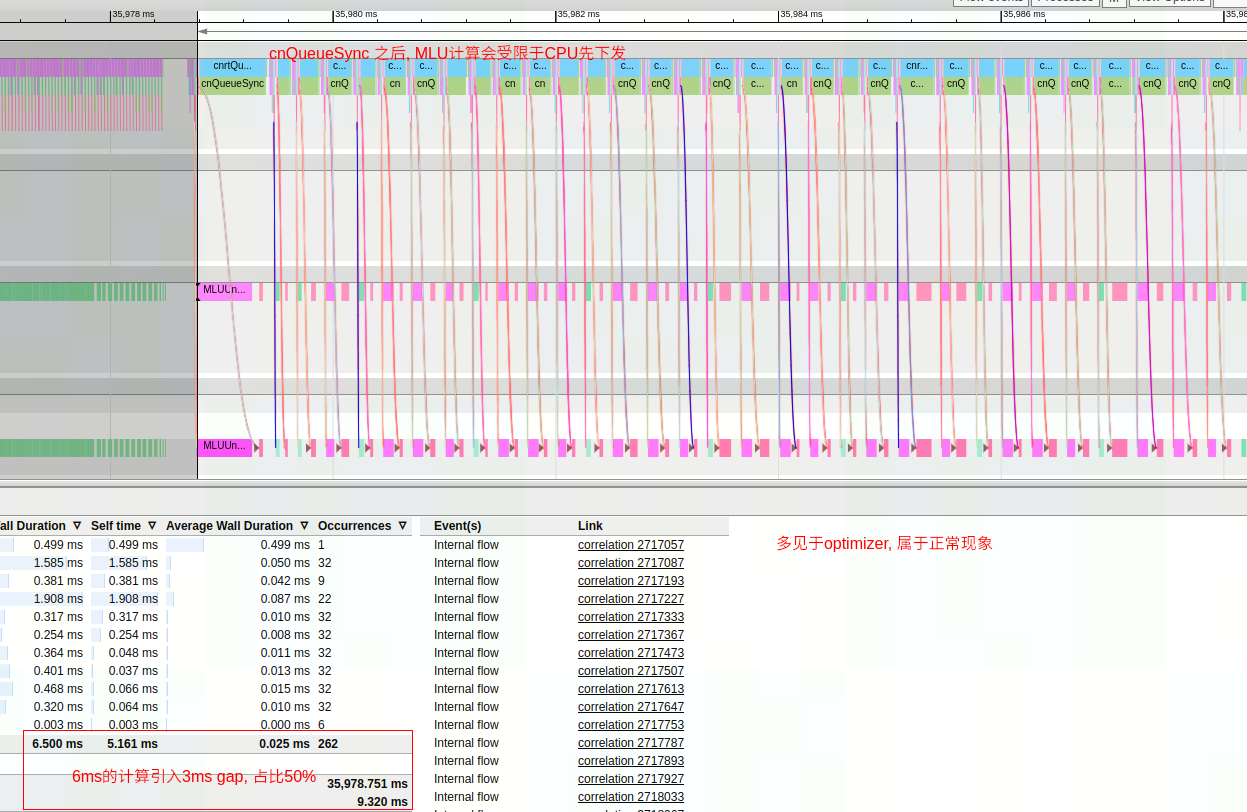 Flow events Processes M View Options
35,978 ms 35,980 ms 35,982 ms 35,984 ms 35,986 ms 35,98
cnQueueSync 之后, MLU计算会受限于CPU先下发
cnrtQu... c... c... c... c... c... c... c... c... c... c... c... cnr... c... c... c... c... c... c... c...
cnQueueSync cnQ cn cnQ cn cn cnQ cnQ cnQ c... cn cnQ cnQ c... cnQ cnQ cnQ c... cnQ cnQ cnQ
MLUUn...
MLUUn...
all Duration ∇ Self time ∇ Average Wall Duration ∇ Occurrences ∇ Event(s) Link
0.499 ms 0.499 ms 0.499 ms 1 Internal flow correlation 2717057
1.585 ms 1.585 ms 0.050 ms 32 Internal flow correlation 2717087
0.381 ms 0.381 ms 0.042 ms 9 Internal flow correlation 2717193
1.908 ms 1.908 ms 0.087 ms 22 Internal flow correlation 2717227
0.317 ms 0.317 ms 0.010 ms 32 Internal flow correlation 2717333
0.254 ms 0.254 ms 0.008 ms 32 Internal flow correlation 2717367
0.364 ms 0.048 ms 0.011 ms 32 Internal flow correlation 2717473
0.401 ms 0.037 ms 0.013 ms 32 Internal flow correlation 2717507
0.468 ms 0.066 ms 0.015 ms 32 Internal flow correlation 2717613
0.320 ms 0.064 ms 0.010 ms 32 Internal flow correlation 2717647
0.003 ms 0.003 ms 0.000 ms 6 Internal flow correlation 2717753
6.500 ms 5.161 ms 0.025 ms 262 Internal flow correlation 2717787
Internal flow correlation 2717893
35,978.751 ms Internal flow correlation 2717927
9.320 ms Internal flow correlation 2718033
多见于optimizer, 属于正常现象
6ms的计算引入3ms gap, 占比50%